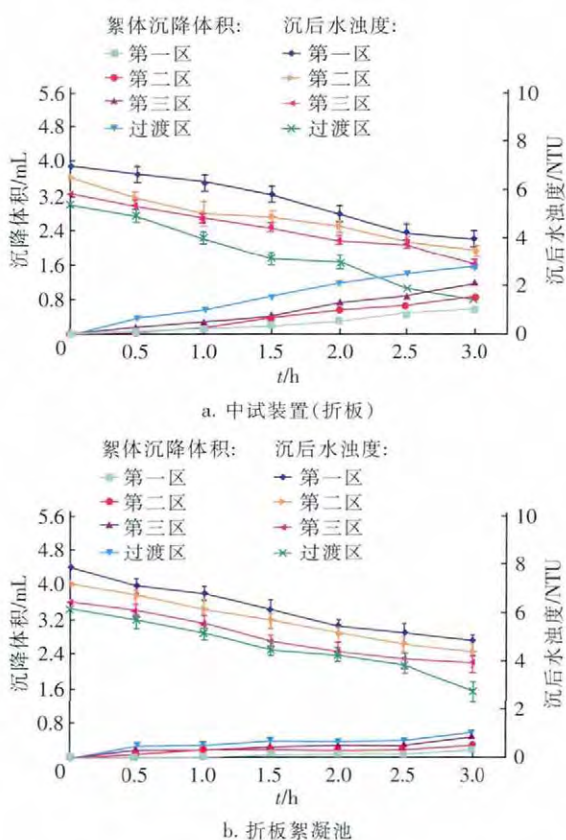 絮体沉降体积: 沉后水浊度:
第一区 第一区
第二区 第二区
第三区 第三区
过渡区 过渡区
5.6
4.8
4.0
3.2
2.4
1.6
0.8
沉降体积/mL
10
8
6
4
2
0
沉后水浊度/NTU
0 0.5 1.0 1.5 2.0 2.5 3.0
t/h
a. 中试装置(折板)
絮体沉降体积: 沉后水浊度:
第一区 第一区
第二区 第二区
第三区 第三区
过渡区 过渡区
5.6
4.8
4.0
3.2
2.4
1.6
0.8
沉降体积/mL
10
8
6
4
2
0
沉后水浊度/NTU
0 0.5 1.0 1.5 2.0 2.5 3.0
t/h
b. 折板絮凝池